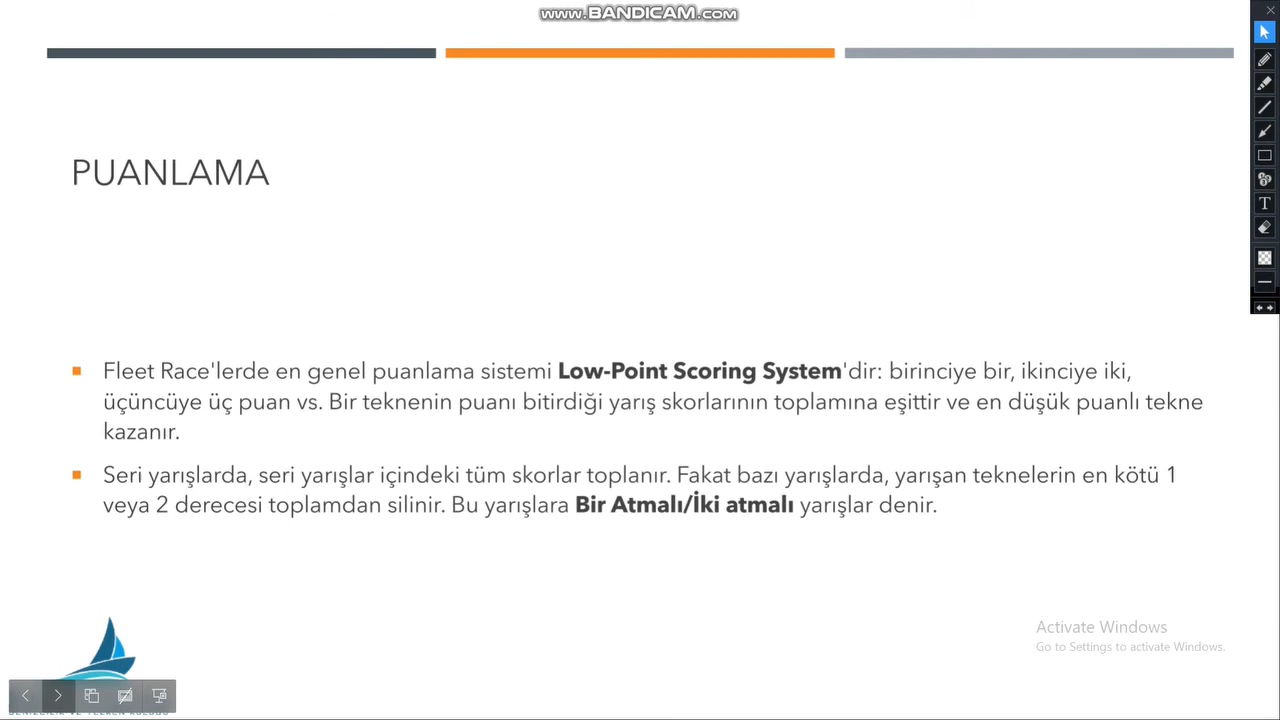 www.BANDICAM.com
PUANLAMA
Fleet Race'lerde en genel puanlama sistemi Low-Point Scoring System'dir: birinciye bir, ikinciye iki,
üçüncüye üç puan vs. Bir teknenin puanı bitirdiği yarış skorlarının toplamına eşittir ve en düşük puanlı tekne
kazanır.
Seri yarışlarda, seri yarışlar içindeki tüm skorlar toplanır. Fakat bazı yarışlarda, yarışan teknelerin en kötü 1
veya 2 derecesi toplamdan silinir. Bu yarışlara Bir Atmalı/İki atmalı yarışlar denir.
Activate Windows
Go to Settings to activate Windows.